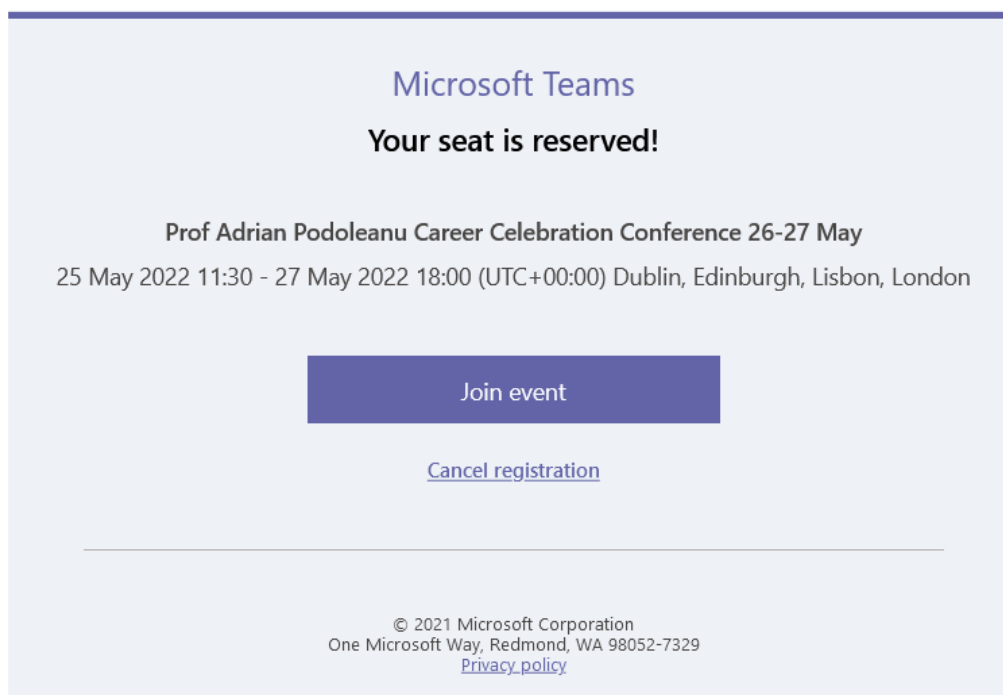 Microsoft Teams
Your seat is reserved!
Prof Adrian Podoleanu Career Celebration Conference 26-27 May
25 May 2022 11:30 - 27 May 2022 18:00 (UTC+00:00) Dublin, Edinburgh, Lisbon, London
Join event
Cancel registration
© 2021 Microsoft Corporation
One Microsoft Way, Redmond, WA 98052-7329
Privacy policy